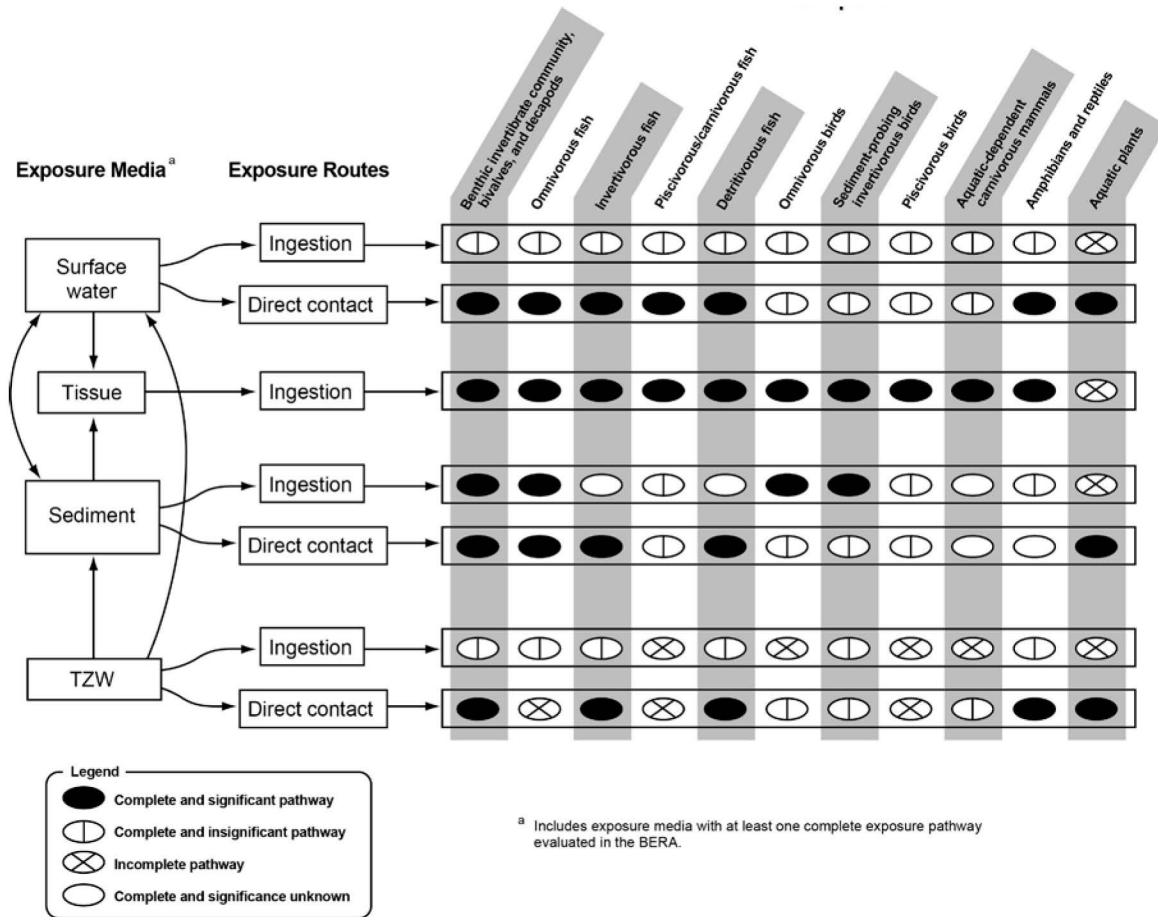 Benthic invertibrate community,
bivalves, and decapods
Omnivorous fish
Invertivorous fish
Piscivorous/carnivorous fish
Detritivorous fish
Omnivorous birds
Sediment-probing
invertivorous birds
Piscivorous birds
Aquatic-dependent
carnivorous mammals
Amphibians and reptiles
Aquatic plants
Exposure Media a
Exposure Routes
Surface
water
Ingestion
Direct contact
Tissue
Ingestion
Sediment
Ingestion
Direct contact
TZW
Ingestion
Direct contact
Legend
Complete and significant pathway
Complete and insignificant pathway
Incomplete pathway
Complete and significance unknown
a Includes exposure media with at least one complete exposure pathway
evaluated in the BERA.